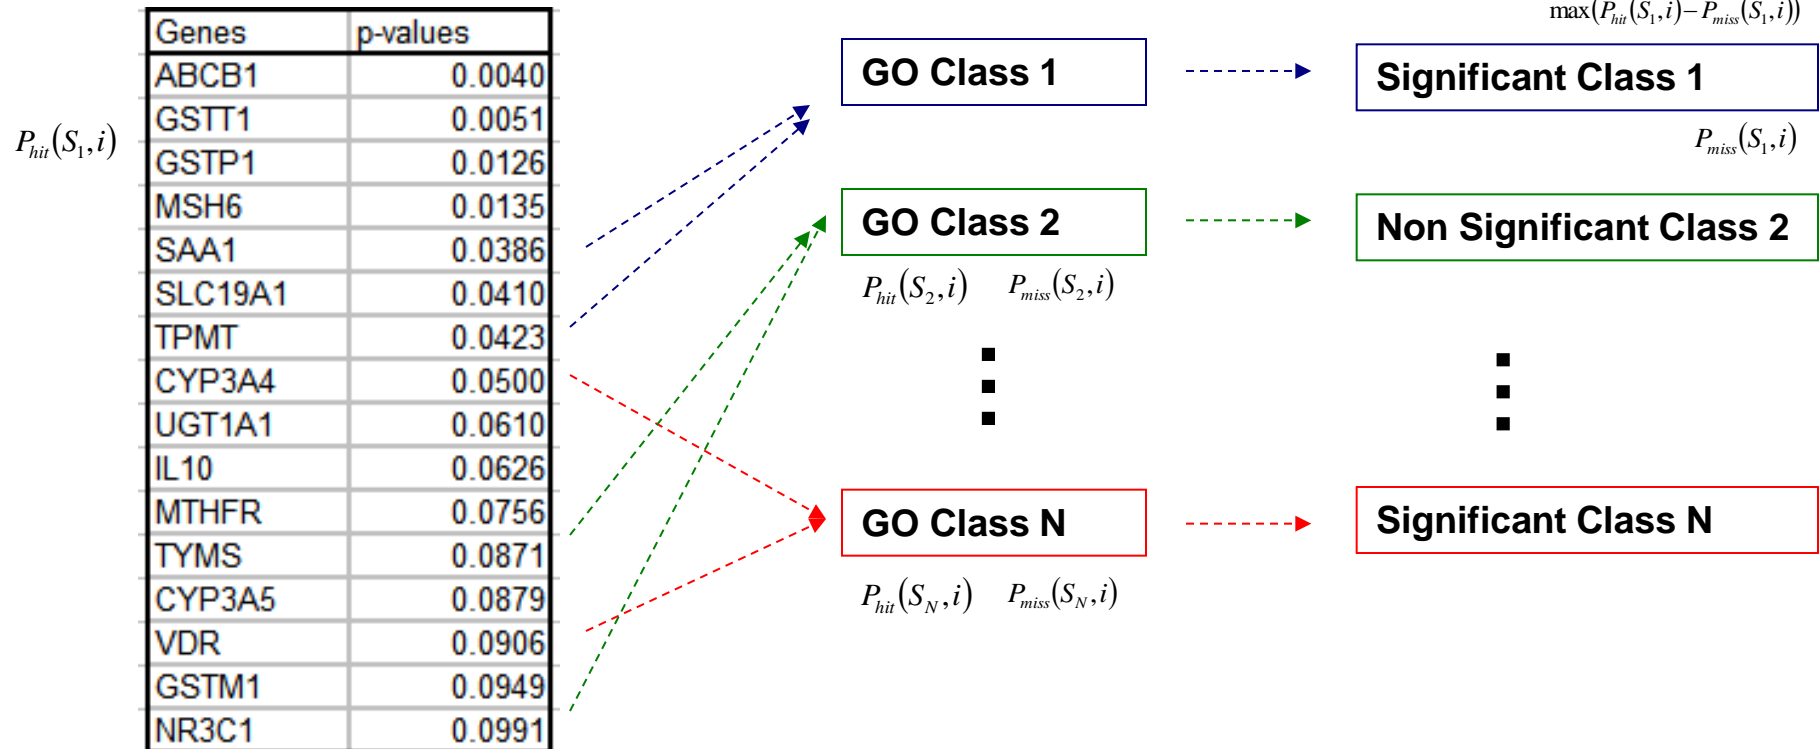 max(P_hit(S_1,i)–P_miss(S_1,i))
Genes p-values
ABCB1 0.0040
GSTT1 0.0051
GSTP1 0.0126
MSH6 0.0135
SAA1 0.0386
SLC19A1 0.0410
TPMT 0.0423
CYP3A4 0.0500
UGT1A1 0.0610
IL10 0.0626
MTHFR 0.0756
TYMS 0.0871
CYP3A5 0.0879
VDR 0.0906
GSTM1 0.0949
NR3C1 0.0991
P_hit(S_1,i)
GO Class 1
Significant Class 1
P_miss(S_1,i)
GO Class 2
Non Significant Class 2
P_hit(S_2,i) P_miss(S_2,i)
GO Class N
Significant Class N
P_hit(S_N,i) P_miss(S_N,i)